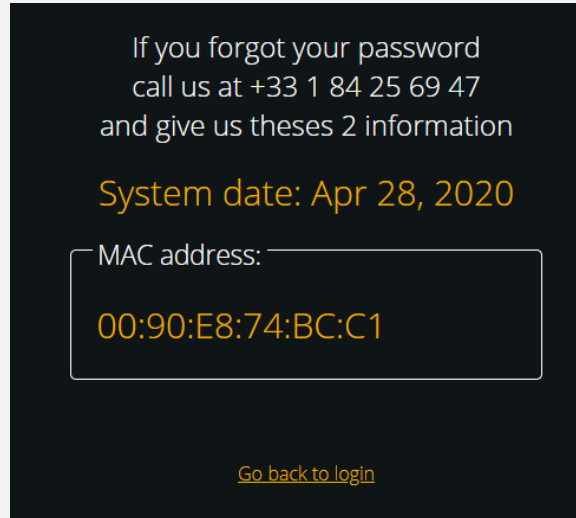 If you forgot your password
call us at +33 1 84 25 69 47
and give us theses 2 information
System date: Apr 28, 2020
MAC address:
00:90:E8:74:BC:C1
Go back to login